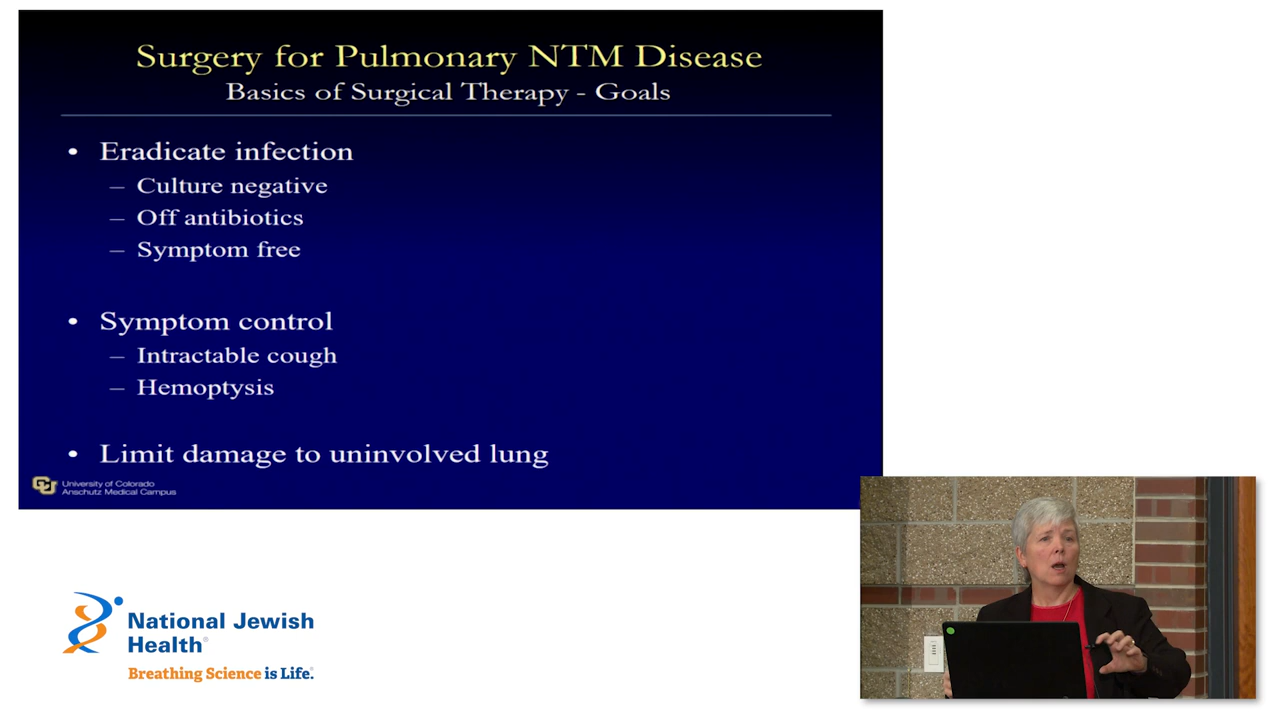 Surgery for Pulmonary NTM Disease
Basics of Surgical Therapy - Goals
• Eradicate infection
– Culture negative
– Off antibiotics
– Symptom free
• Symptom control
– Intractable cough
– Hemoptysis
• Limit damage to uninvolved lung
CU
University of Colorado
Anschutz Medical Campus
National Jewish
Health®
Breathing Science is Life.®